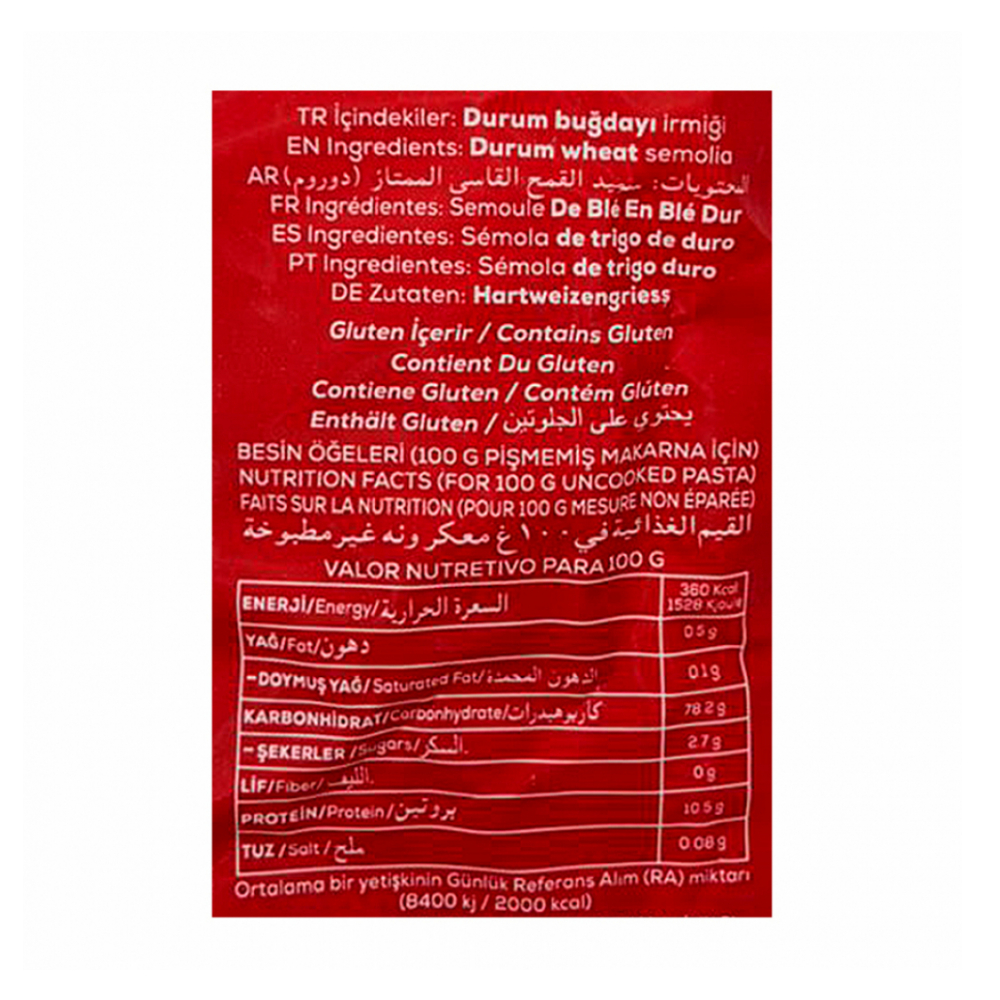 TR İçindekiler: Durum buğdayı irmiği
EN Ingredients: Durum wheat semolia
AR المحتويات: سميد القمح القاسي الممتاز (دوروم)
FR Ingrédientes: Semoule De Blé En Blé Dur
ES Ingredientes: Sémola de trigo de duro
PT Ingredientes: Sémola de trigo duro
DE Zutaten: Hartweizengriess
Gluten İçerir / Contains Gluten
Contient Du Gluten
Contiene Gluten / Contém Glúten
Enthält Gluten / يحتوي على الجلوتين
BESİN ÖĞELERİ (100 G PİŞMEMİŞ MAKARNA İÇİN)
NUTRITION FACTS (FOR 100 G UNCOOKED PASTA)
FAITS SUR LA NUTRITION (POUR 100 G MESURE NON ÉPARÉE)
القيم الغذائية في ١٠٠ غ معكرونه غير مطبوخة
VALOR NUTRETIVO PARA 100 G
ENERJİ/Energy/السعرة الحرارية 360 Kcal
1528 Kjoule
YAĞ/Fat/دهون 0.5 g
-DOYMUŞ YAĞ/Saturated Fat/الدهون المحمدة 0.1 g
KARBONHİDRAT/Carbonhydrate/كاربوهيدرات 78.2 g
-ŞEKERLER /Sugars/السكر. 2.7 g
LİF/Fiber/الليف. 0 g
PROTEİN/Protein/بروتين 10.5 g
TUZ /Salt / ملح 0.08 g
Ortalama bir yetişkinin Günlük Referans Alım (RA) miktarı
(8400 kj / 2000 kcal)